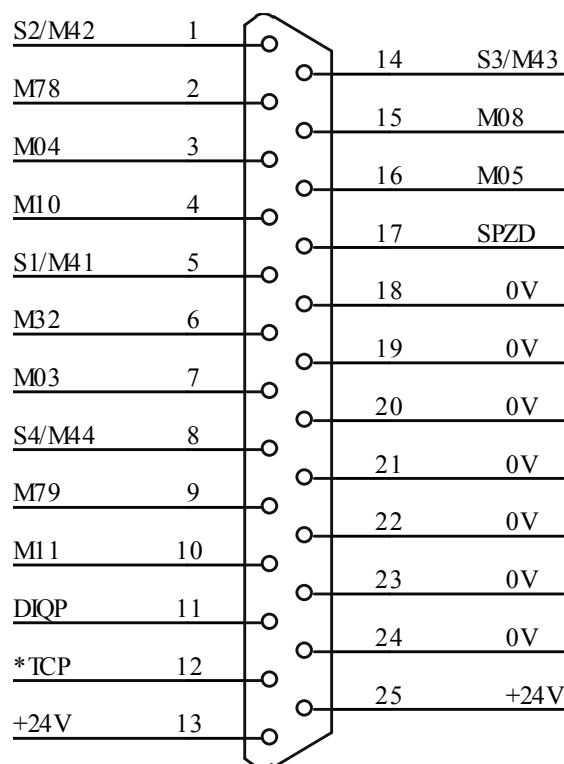 S2/M42 1
14 S3/M43
M78 2
15 M08
M04 3
16 M05
M10 4
17 SPZD
S1/M41 5
18 0V
M32 6
19 0V
M03 7
20 0V
S4/M44 8
21 0V
M79 9
22 0V
M11 10
23 0V
DIQP 11
24 0V
*TCP 12
25 +24V
+24V 13